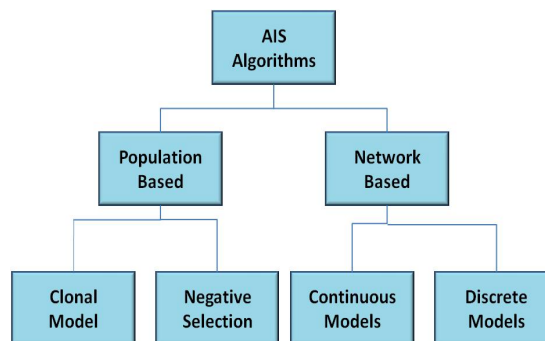 AIS
Algorithms
Population
Based
Network
Based
Clonal
Model
Negative
Selection
Continuous
Models
Discrete
Models